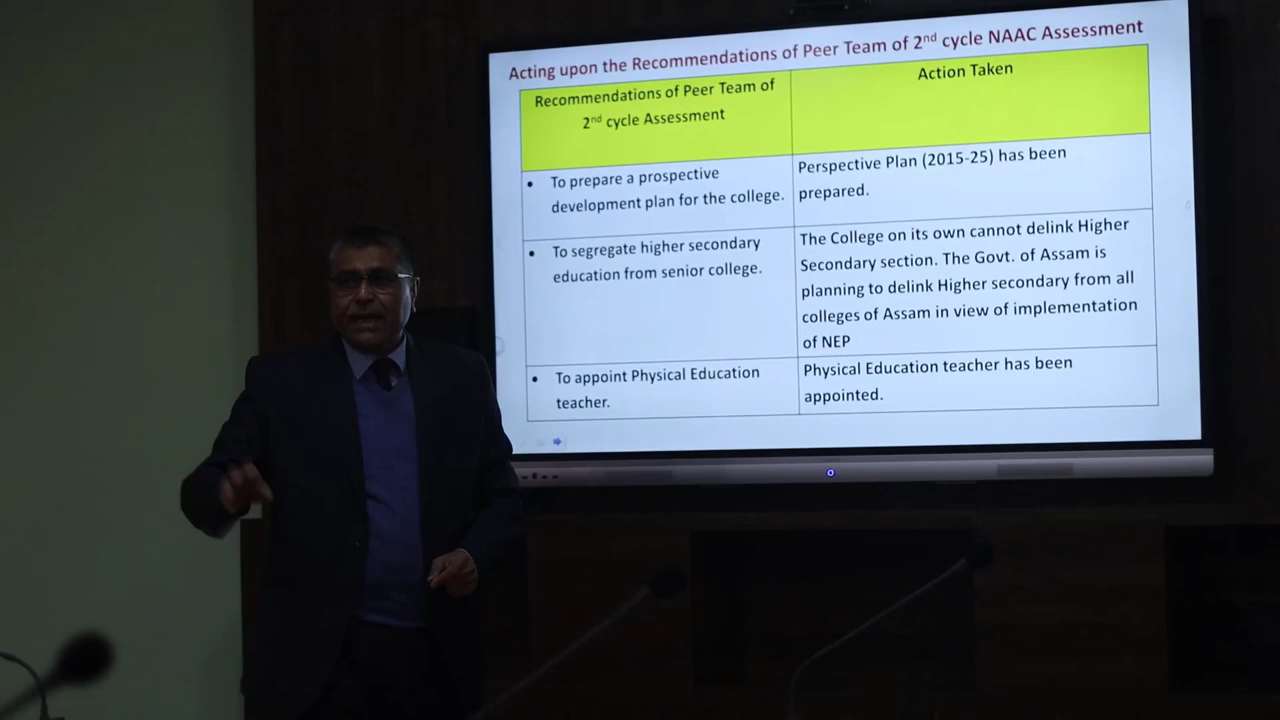 Acting upon the Recommendations of Peer Team of 2nd cycle NAAC Assessment
Recommendations of Peer Team of
2nd cycle Assessment
Action Taken
• To prepare a prospective
development plan for the college.
Perspective Plan (2015-25) has been
prepared.
• To segregate higher secondary
education from senior college.
The College on its own cannot delink Higher
Secondary section. The Govt. of Assam is
planning to delink Higher secondary from all
colleges of Assam in view of implementation
of NEP
• To appoint Physical Education
teacher.
Physical Education teacher has been
appointed.